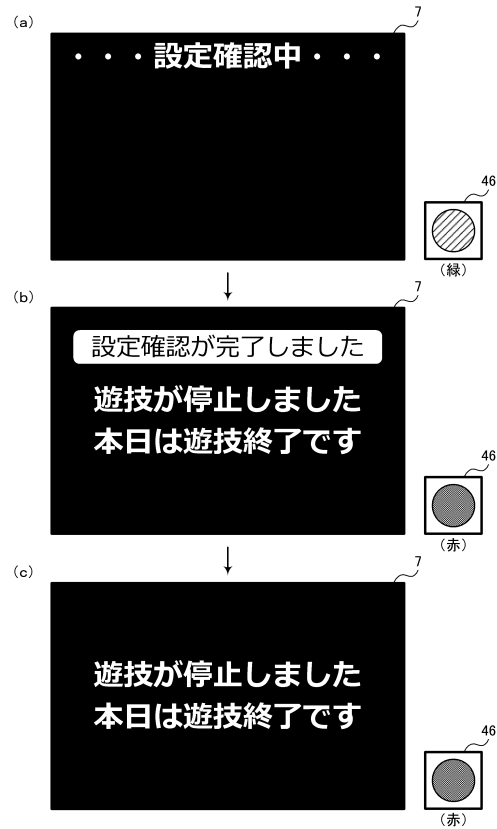 (a)
7
・・・設定確認中・・・
46
(緑)
(b)
7
設定確認が完了しました
遊技が停止しました
本日は遊技終了です
46
(赤)
(c)
7
遊技が停止しました
本日は遊技終了です
46
(赤)